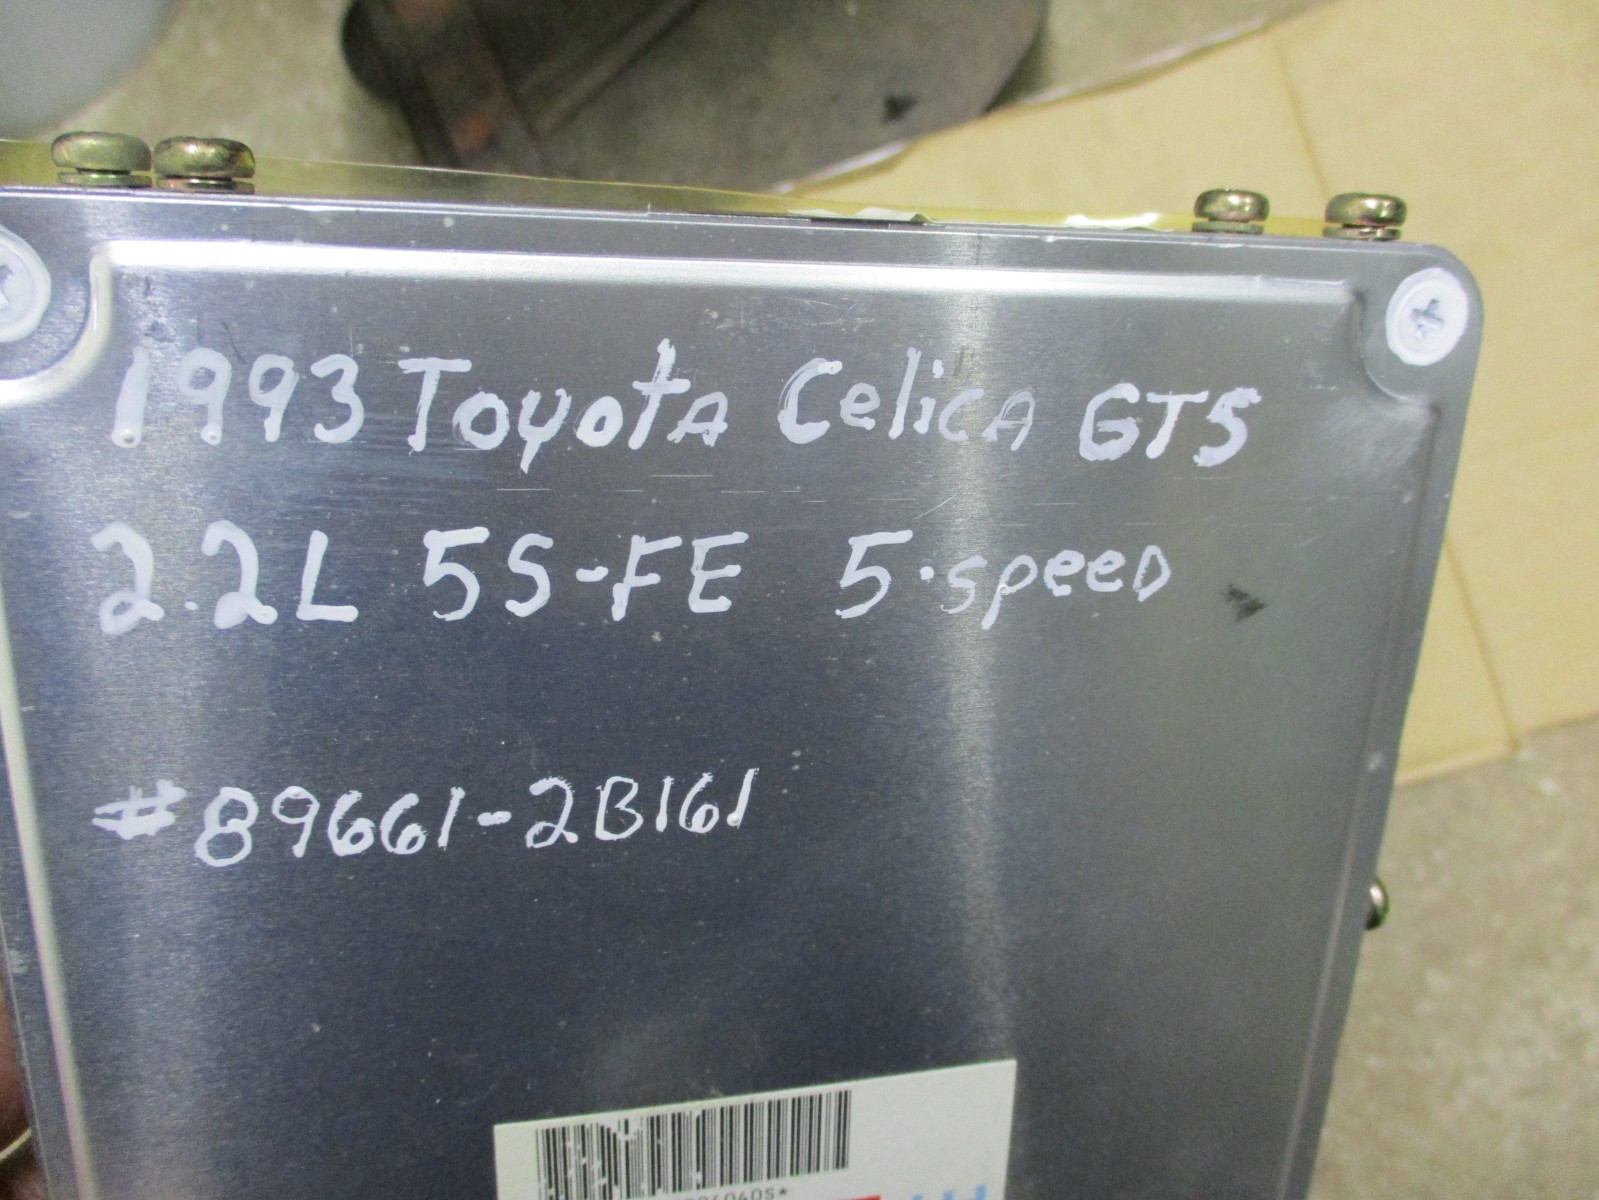 1993 Toyota Celica GTS
2.2L 5S-FE 5-speed
#89661-2B161